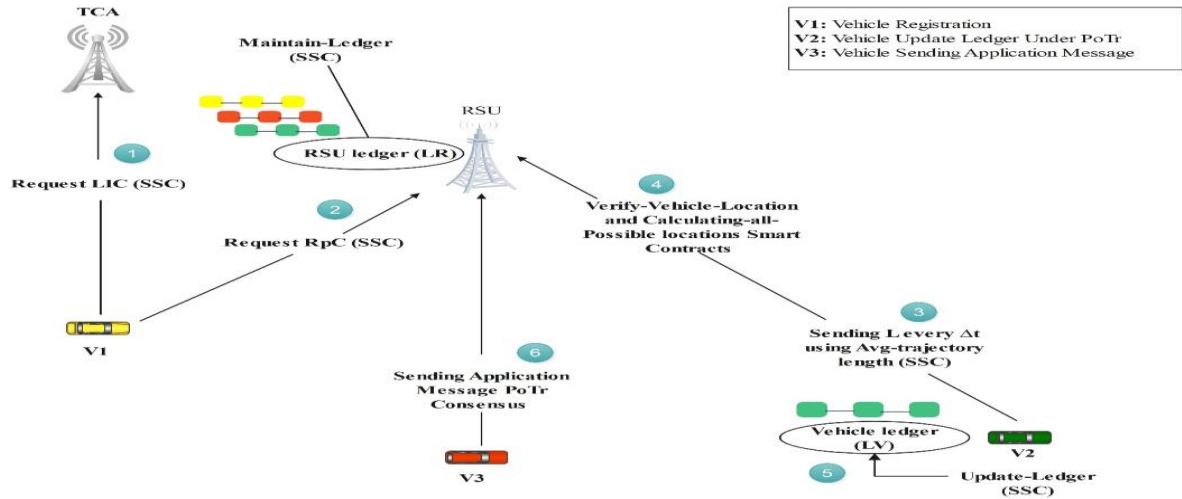 TCA
V1: Vehicle Registration
V2: Vehicle Update Ledger Under PoTr
V3: Vehicle Sending Application Message
Maintain-Ledger
(SSC)
RSU
RSU ledger (LR)
1
Request LIC (SSC)
2
Request RpC (SSC)
4
Verify-Vehicle-Location
and Calculating-all-
Possible locations Smart
Contracts
V1
3
Sending L every Δt
using Avg-trajectory
length (SSC)
6
Sending Application
Message PoTr
Consensus
V3
Vehicle ledger
(LV)
V2
5
Update-Ledger
(SSC)